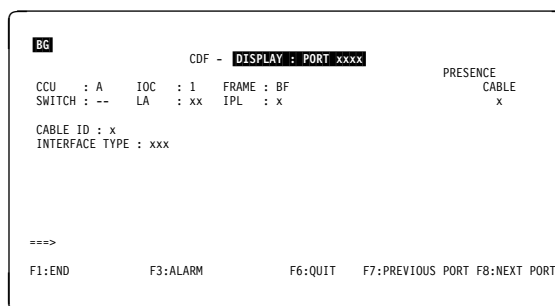 BG
CDF - DISPLAY : PORT xxxx
PRESENCE
CCU : A IOC : 1 FRAME : BF CABLE
SWITCH : -- LA : xx IPL : x x
CABLE ID : x
INTERFACE TYPE : xxx
===>
F1:END F3:ALARM F6:QUIT F7:PREVIOUS PORT F8:NEXT PORT